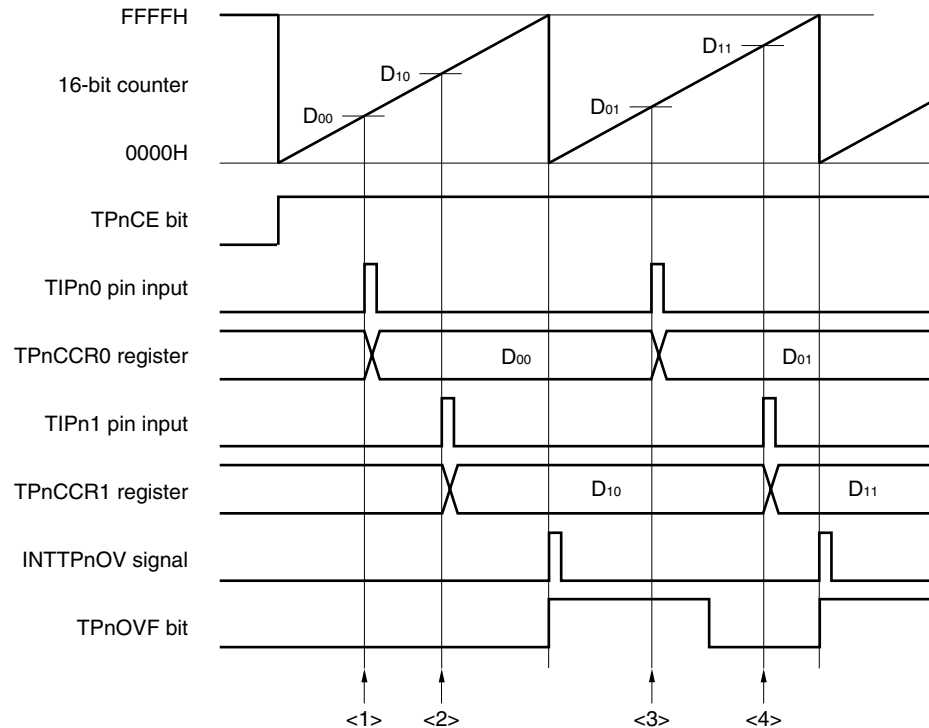 FFFFH
16-bit counter
0000H
D00
D10
D01
D11
TPnCE bit
TIPn0 pin input
TPnCCR0 register
D00
D01
TIPn1 pin input
TPnCCR1 register
D10
D11
INTTPnOV signal
TPnOVF bit
<1> <2> <3> <4>